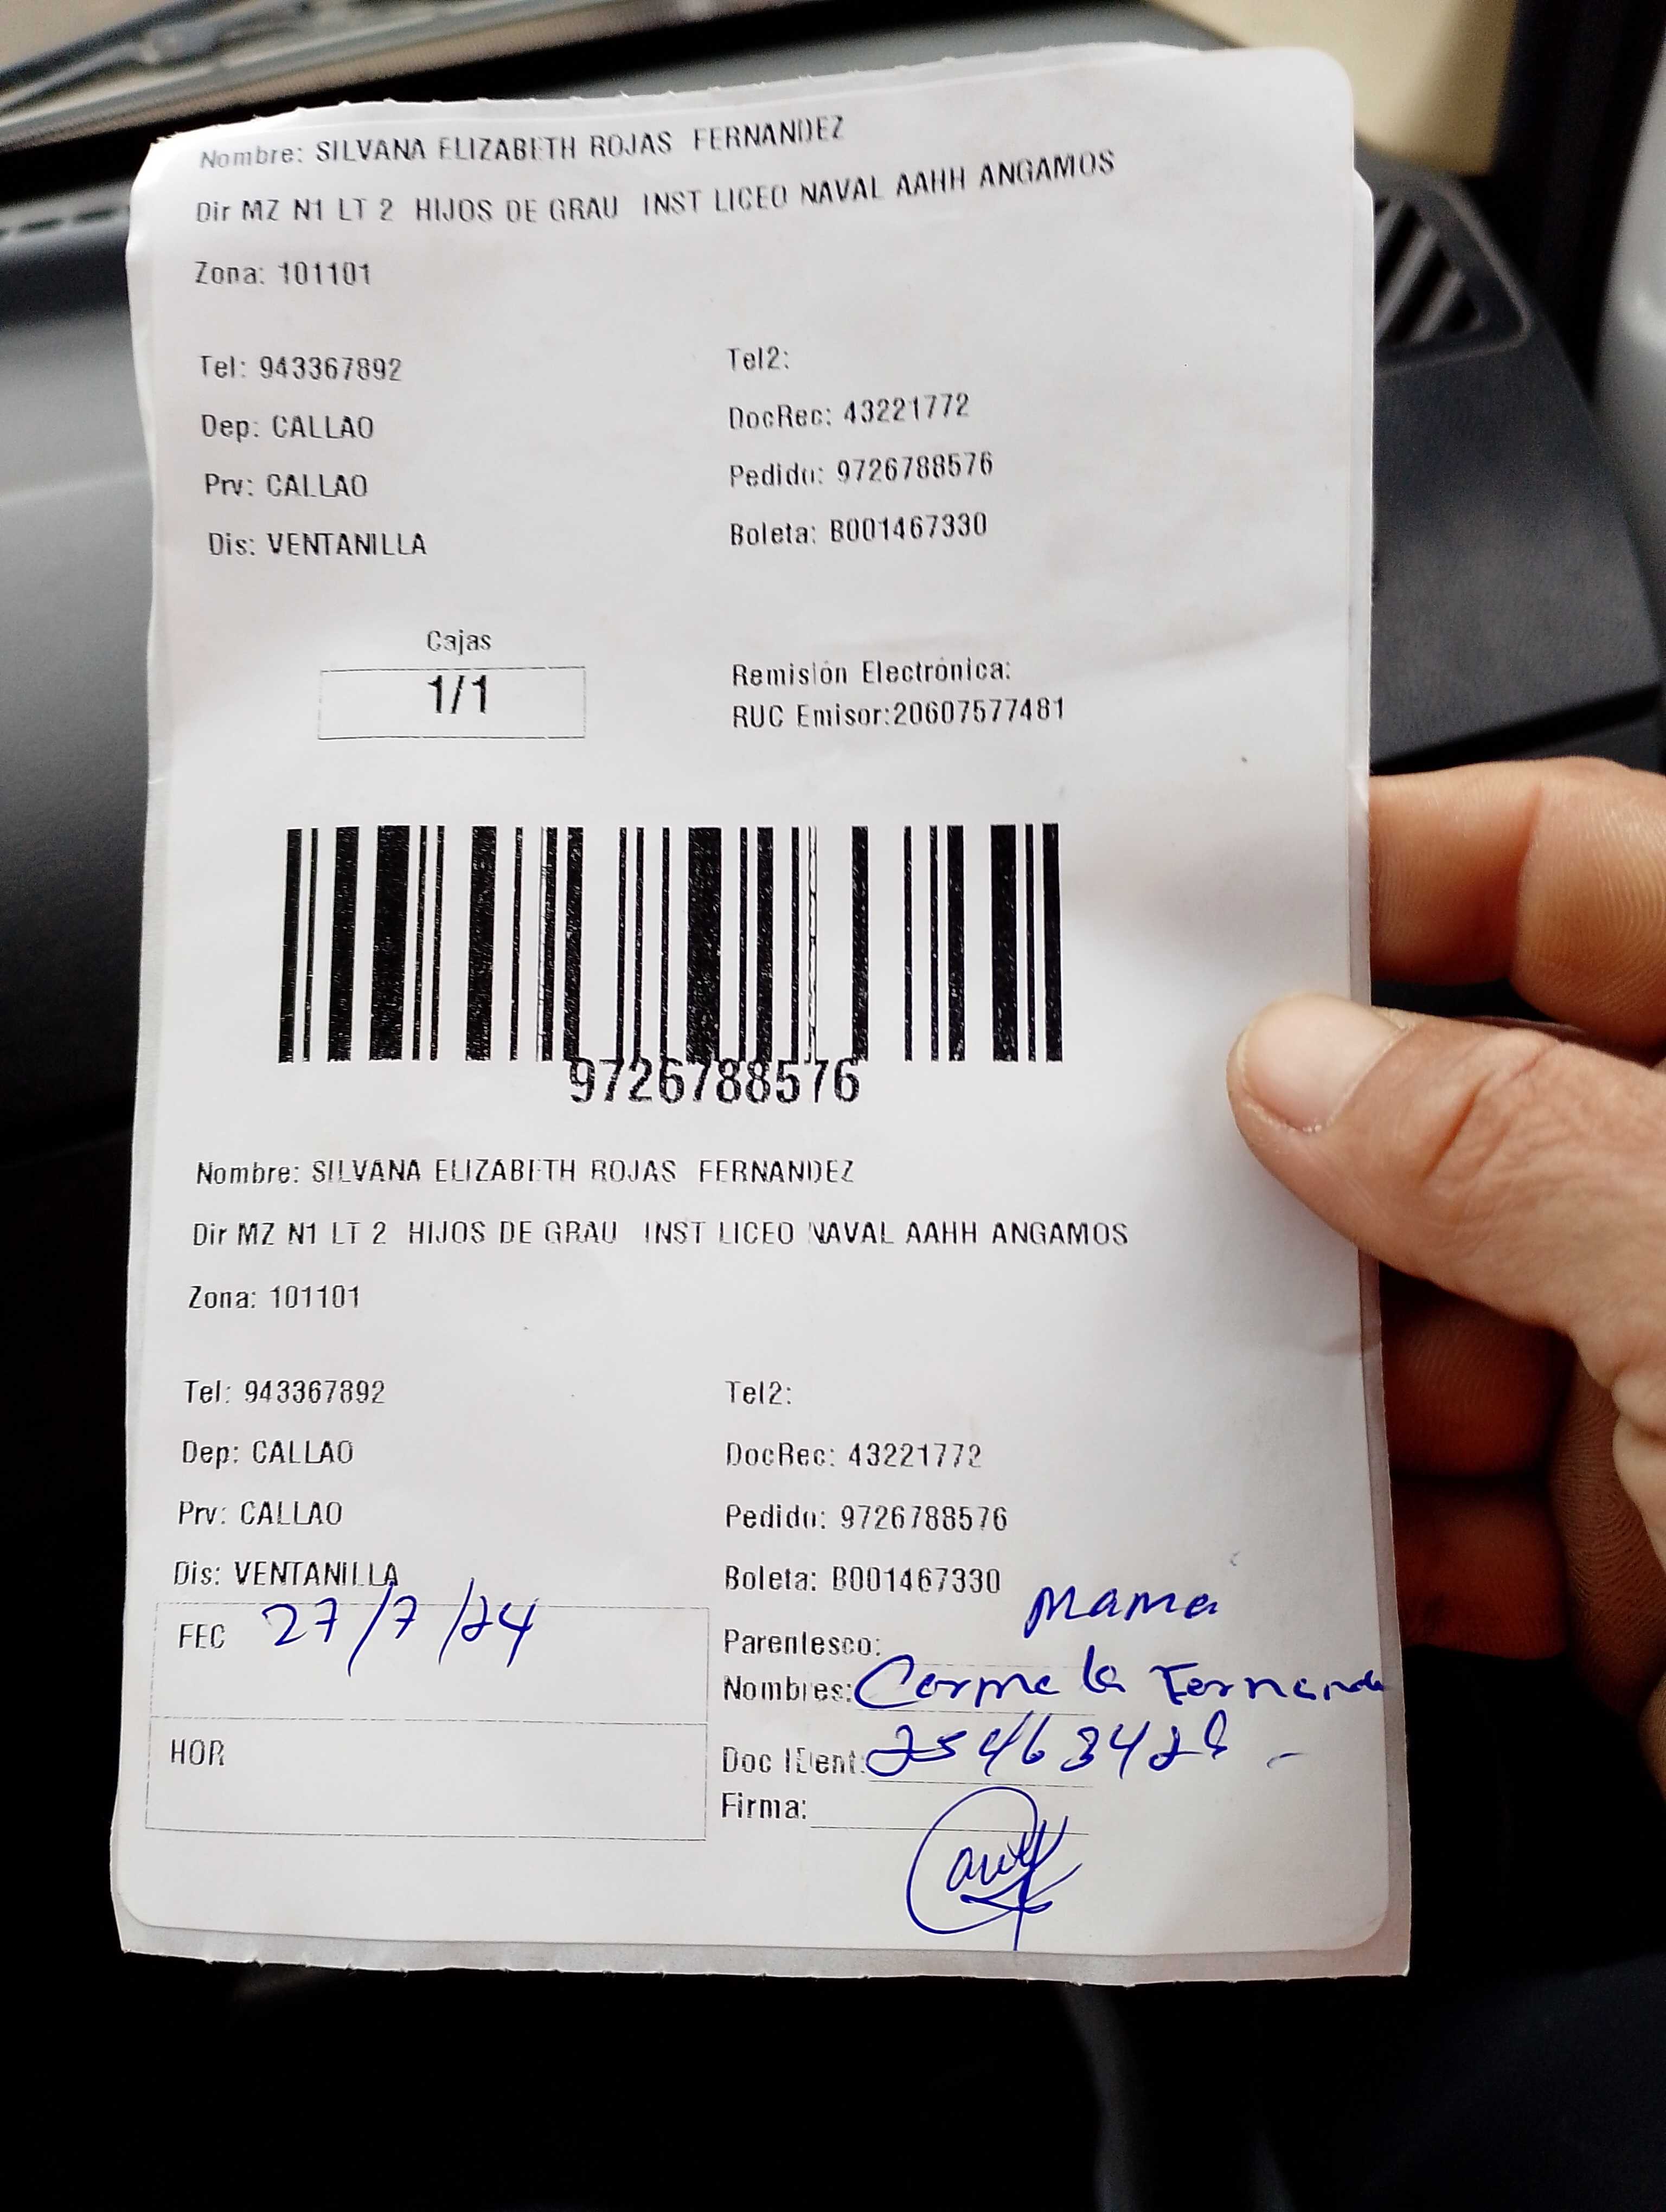 Nombre: SILVANA ELIZABETH ROJAS FERNANDEZ
Dir MZ N1 LT 2 HIJOS DE GRAU INST LICEO NAVAL AAHH ANGAMOS
Zona: 101101
Tel: 943367892 Tel2:
Dep: CALLAO DocRec: 43221772
Prv: CALLAO Pedido: 9726788576
Dis: VENTANILLA Boleta: B001467330
Cajas
1/1
Remisión Electrónica:
RUC Emisor:20607577481
9726788576
Nombre: SILVANA ELIZABETH ROJAS FERNANDEZ
Dir MZ N1 LT 2 HIJOS DE GRAU INST LICEO NAVAL AAHH ANGAMOS
Zona: 101101
Tel: 943367892 Tel2:
Dep: CALLAO DocRec: 43221772
Prv: CALLAO Pedido: 9726788576
Dis: VENTANILLA Boleta: B001467330
FEC 27/7/24
Parentesco: Mama
Nombres: Carmela
HOR
Doc IDent:
Firma: